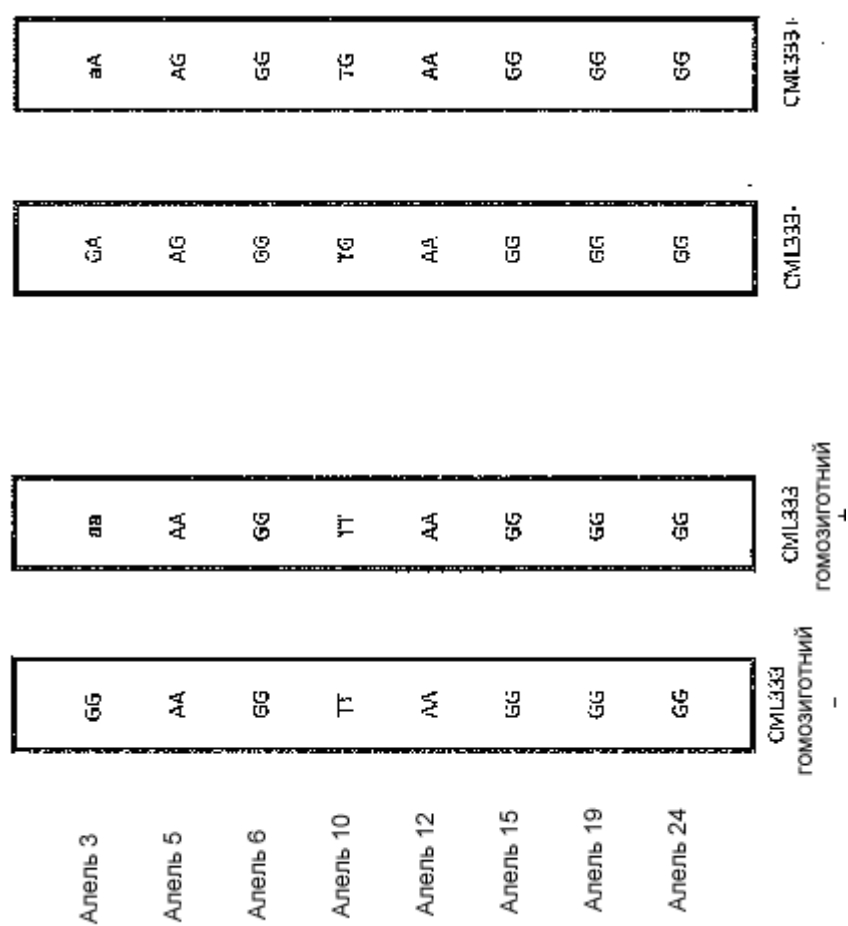 Алель 3 GG aa GA aA
Алель 5 AA AA AG AG
Алель 6 GG GG GG GG
Алель 10 TT TT TG TG
Алель 12 AA AA AA AA
Алель 15 GG GG GG GG
Алель 19 GG GG GG GG
Алель 24 GG GG GG GG
CML333 CML333 CML333- CML333+
гомозиготний гомозиготний
– +